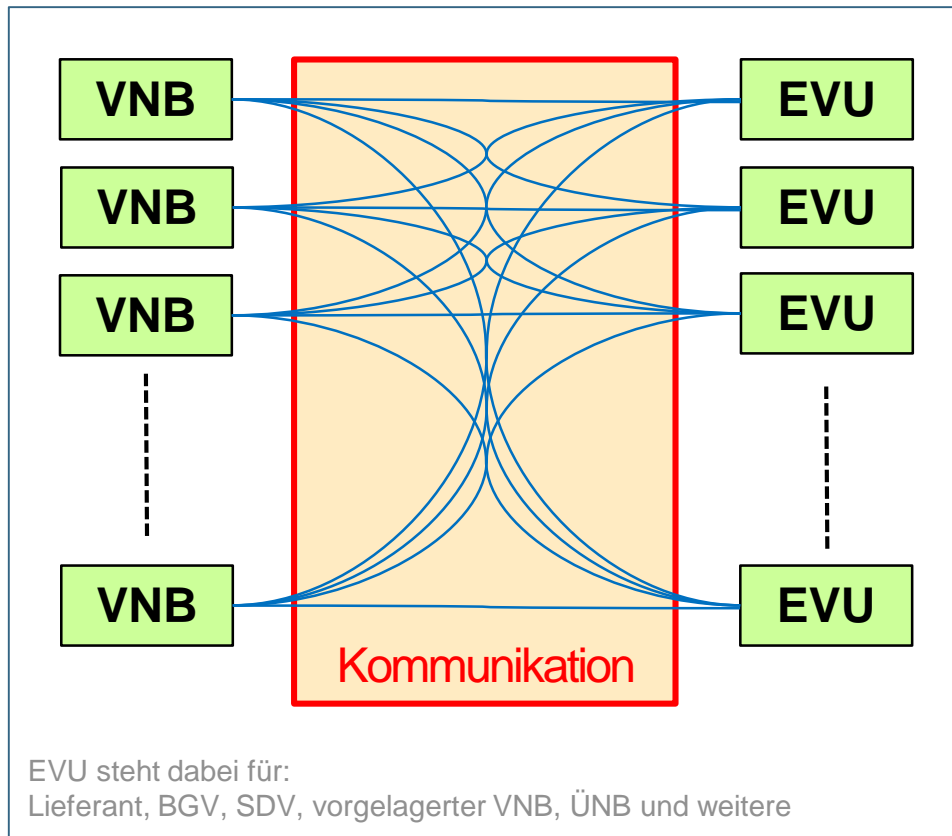 VNB EVU
VNB EVU
VNB EVU
VNB EVU
Kommunikation
EVU steht dabei für:
Lieferant, BGV, SDV, vorgelagerter VNB, ÜNB und weitere